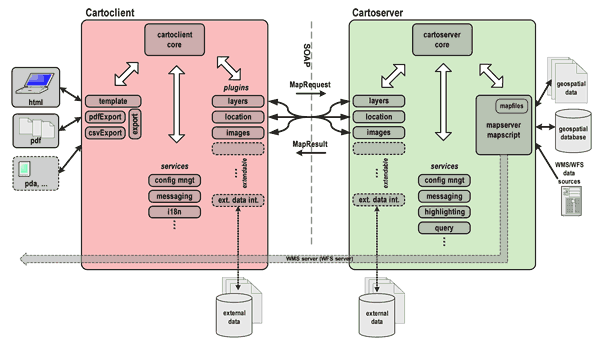 Cartoclient
Cartoserver
cartoclient
core
SOAP
cartoserver
core
html
pdf
pda, ...
template
pdfExport
csvExport
export
plugins
layers
location
images
... extendable
ext. data int.
services
config mngt
messaging
i18n
MapRequest
MapResult
layers
location
images
... extendable
ext. data int.
services
config mngt
messaging
highlighting
query
mapfiles
mapserver
mapscript
geospatial
data
geospatial
database
WMS/WFS
data
sources
WMS server (WFS server)
external
data
external
data